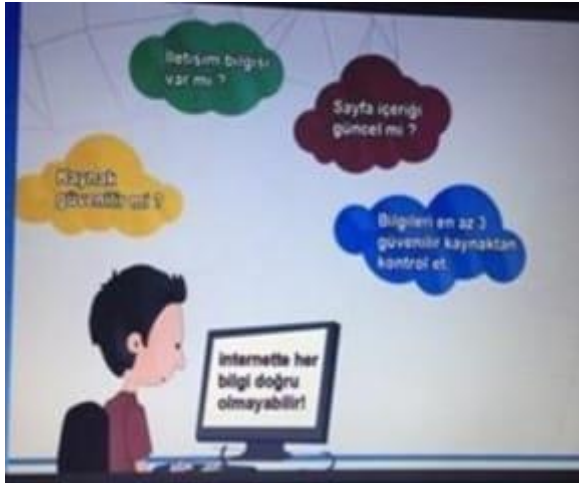 İletişim bilgisi
var mı ?
Sayfa içeriği
güncel mi ?
Kaynak
güvenilir mi ?
Bilgileri en az 3
güvenilir kaynaktan
kontrol et.
internette her
bilgi doğru
olmayabilir!